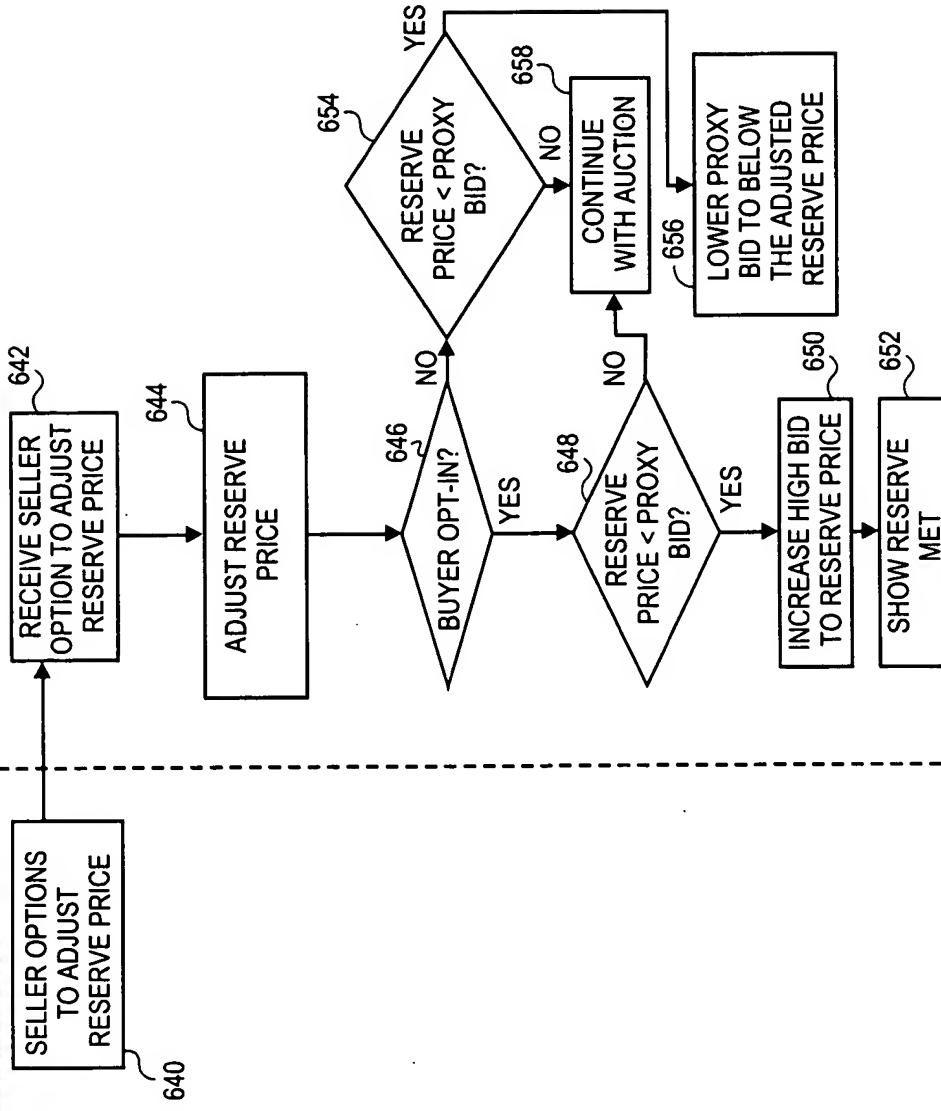 SELLER OPTIONS
TO ADJUST
RESERVE PRICE
640
642
RECEIVE SELLER
OPTION TO ADJUST
RESERVE PRICE
644
ADJUST RESERVE
PRICE
646
BUYER OPT-IN?
NO
YES
654
RESERVE
PRICE < PROXY
BID?
YES
NO
648
RESERVE
PRICE < PROXY
BID?
NO
YES
658
CONTINUE
WITH AUCTION
656
LOWER PROXY
BID TO BELOW
THE ADJUSTED
RESERVE PRICE
650
INCREASE HIGH BID
TO RESERVE PRICE
652
SHOW RESERVE
MET